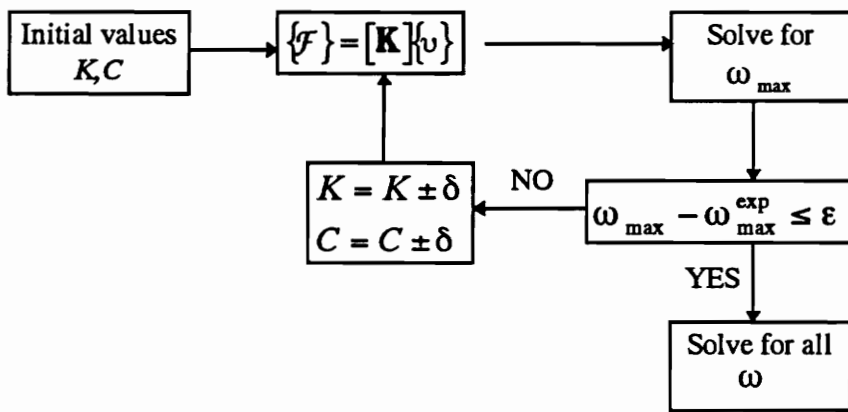 Initial values
K,C
{ℱ} = [K]{υ}
Solve for
ω max
K = K ± δ
C = C ± δ
NO
ω max − ω exp max ≤ ε
YES
Solve for all
ω